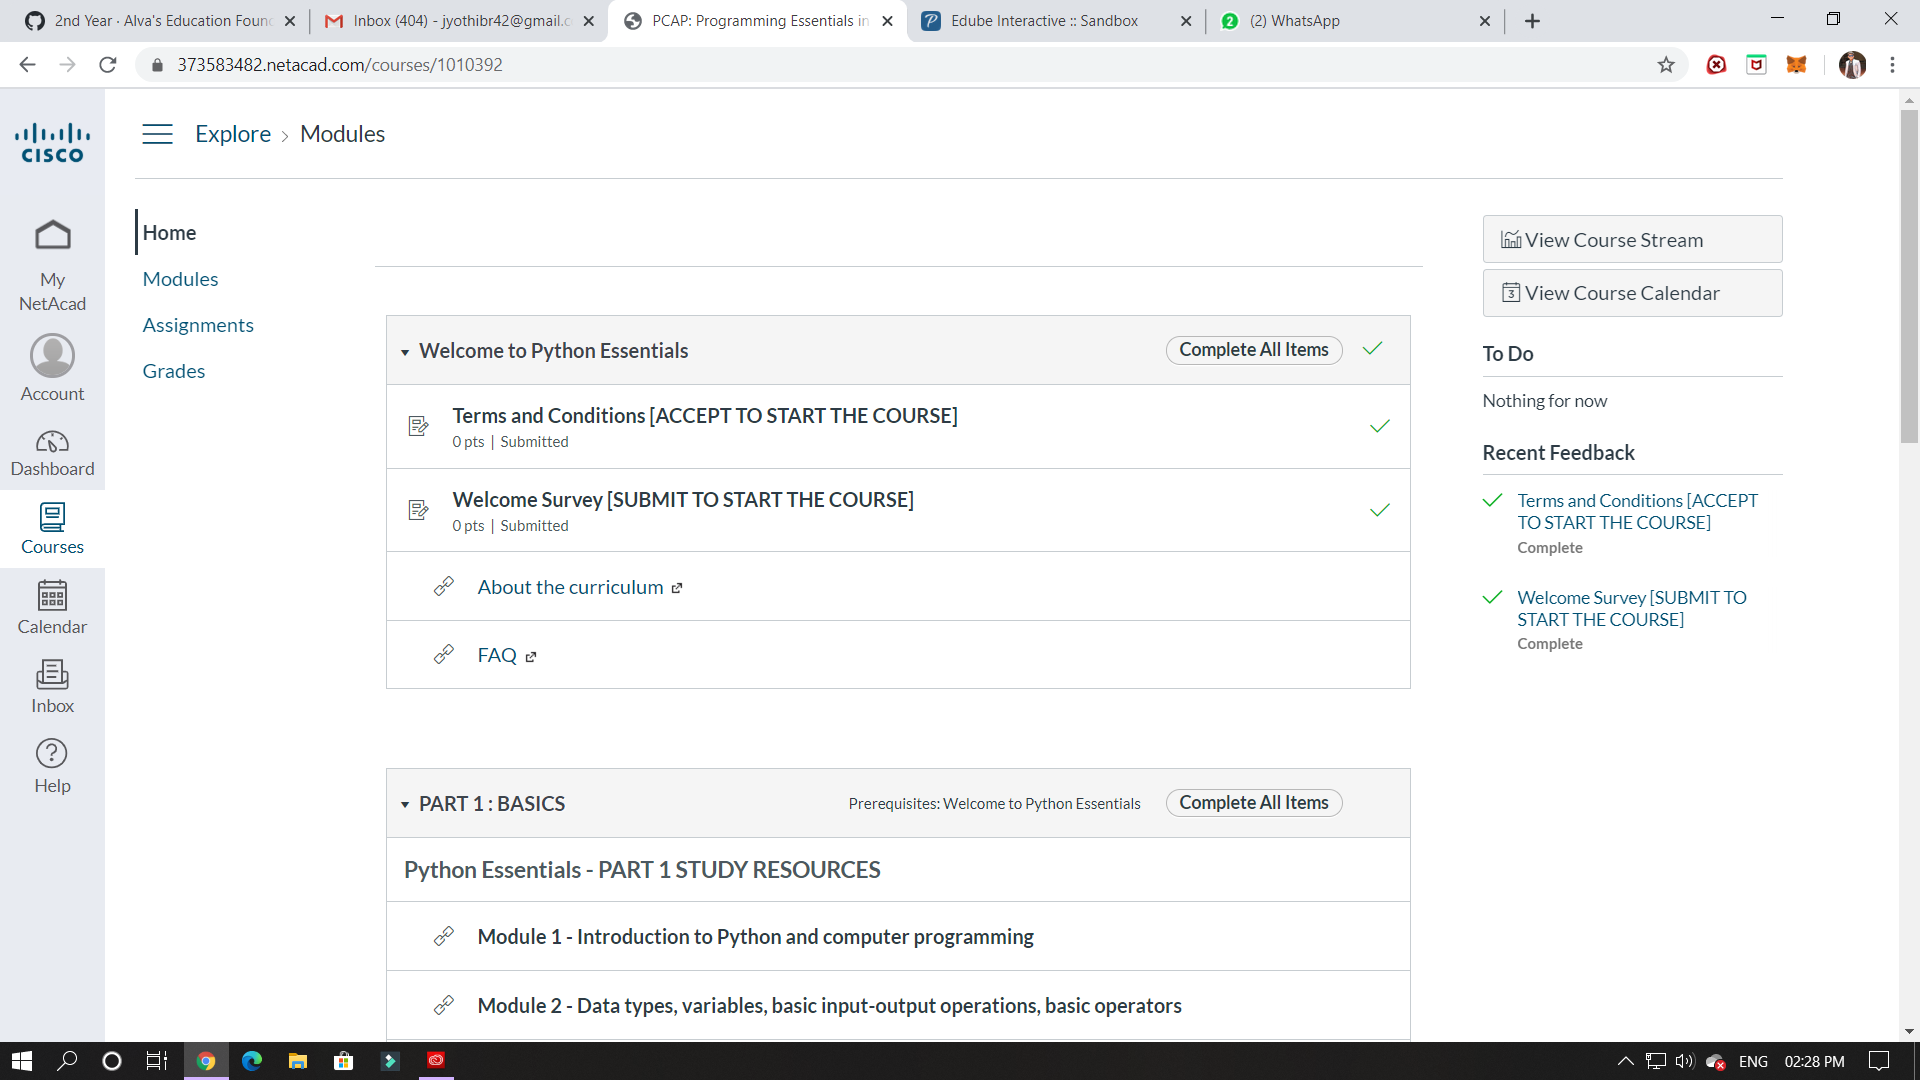 2nd Year · Alva's Education Foun
Inbox (404) - jyothibr42@gmail.c
PCAP: Programming Essentials in
Edube Interactive :: Sandbox
2
(2) WhatsApp
373583482.netacad.com/courses/1010392
CISCO
Explore
Modules
My
NetAcad
Account
Dashboard
Courses
Calendar
Inbox
Help
Home
Modules
Assignments
Grades
Welcome to Python Essentials
Complete All Items
Terms and Conditions [ACCEPT TO START THE COURSE]
0 pts | Submitted
Welcome Survey [SUBMIT TO START THE COURSE]
0 pts | Submitted
About the curriculum
FAQ
PART 1 : BASICS
Prerequisites: Welcome to Python Essentials
Complete All Items
Python Essentials - PART 1 STUDY RESOURCES
Module 1 - Introduction to Python and computer programming
Module 2 - Data types, variables, basic input-output operations, basic operators
View Course Stream
3
View Course Calendar
To Do
Nothing for now
Recent Feedback
Terms and Conditions [ACCEPT
TO START THE COURSE]
Complete
Welcome Survey [SUBMIT TO
START THE COURSE]
Complete
ENG
02:28 PM